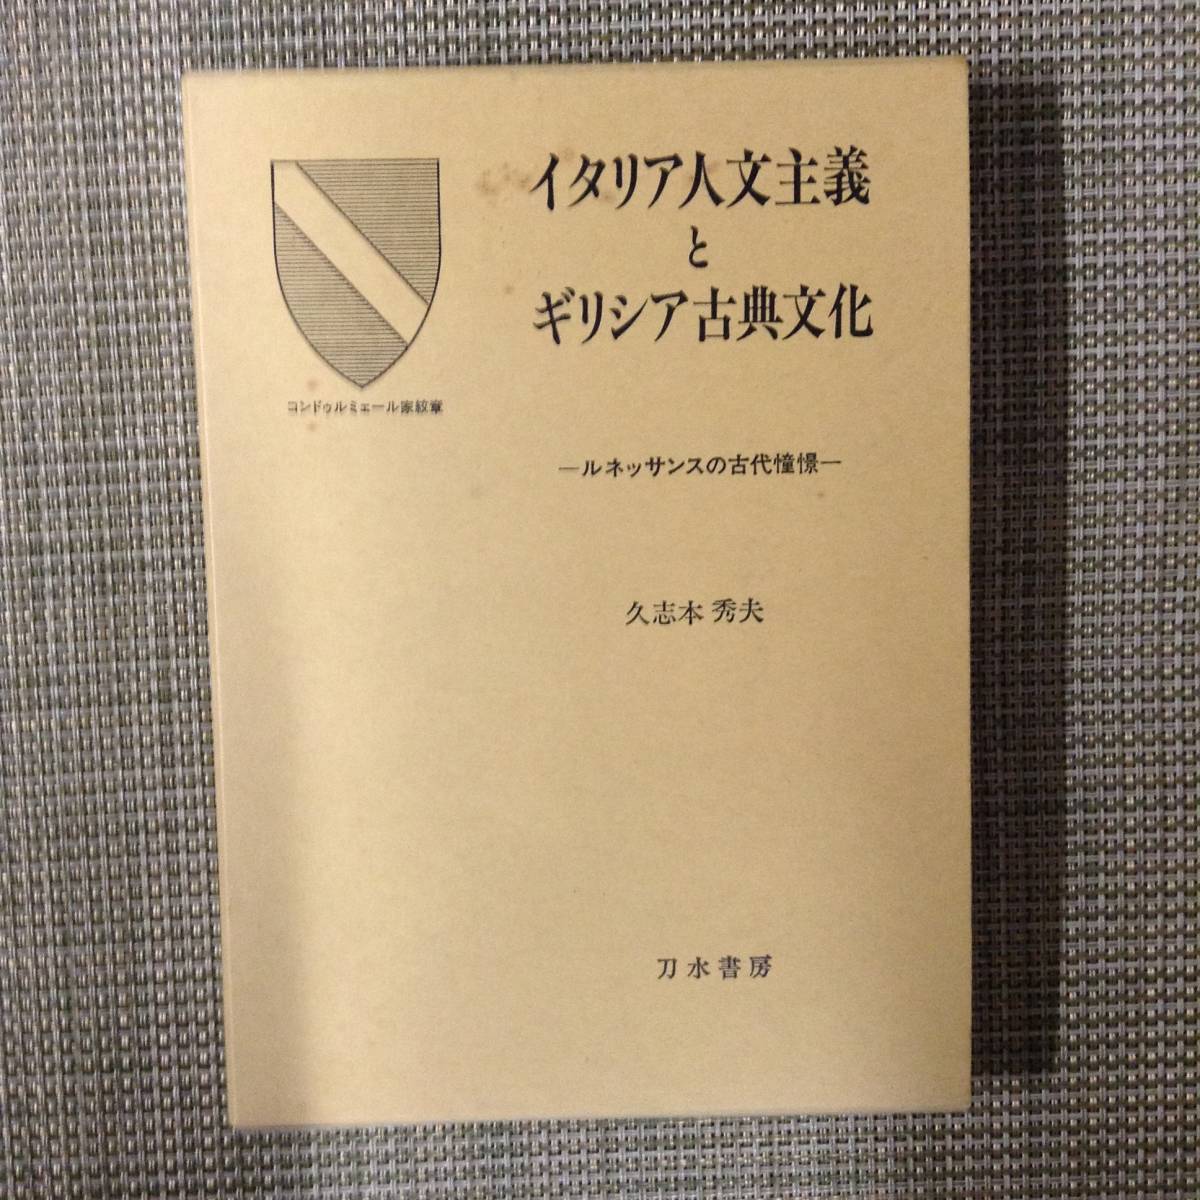 イタリア人文主義
と
ギリシア古典文化
コンドゥルミエール家紋章
―ルネッサンスの古代憧憬―
久志本 秀夫
刀水書房